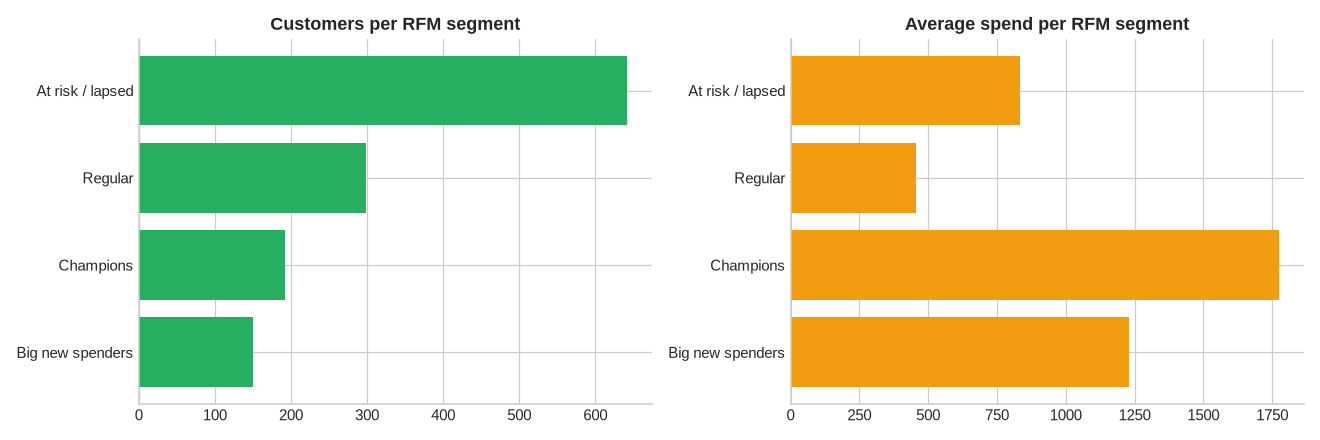 Customers per RFM segment
At risk / lapsed
Regular
Champions
Big new spenders
0 100 200 300 400 500 600
Average spend per RFM segment
At risk / lapsed
Regular
Champions
Big new spenders
0 250 500 750 1000 1250 1500 1750